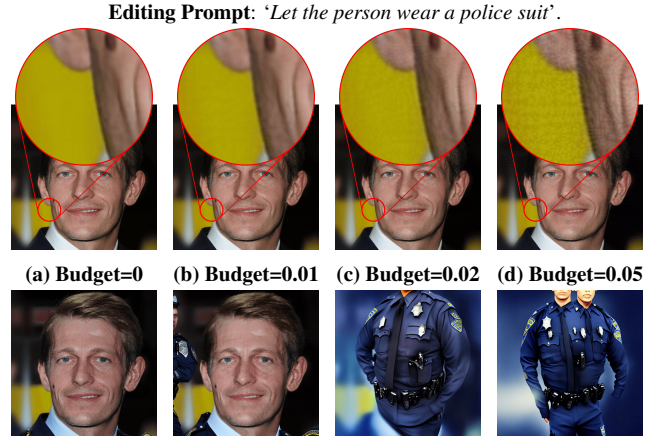 Editing Prompt: ‘Let the person wear a police suit’.
(a) Budget=0 (b) Budget=0.01 (c) Budget=0.02 (d) Budget=0.05